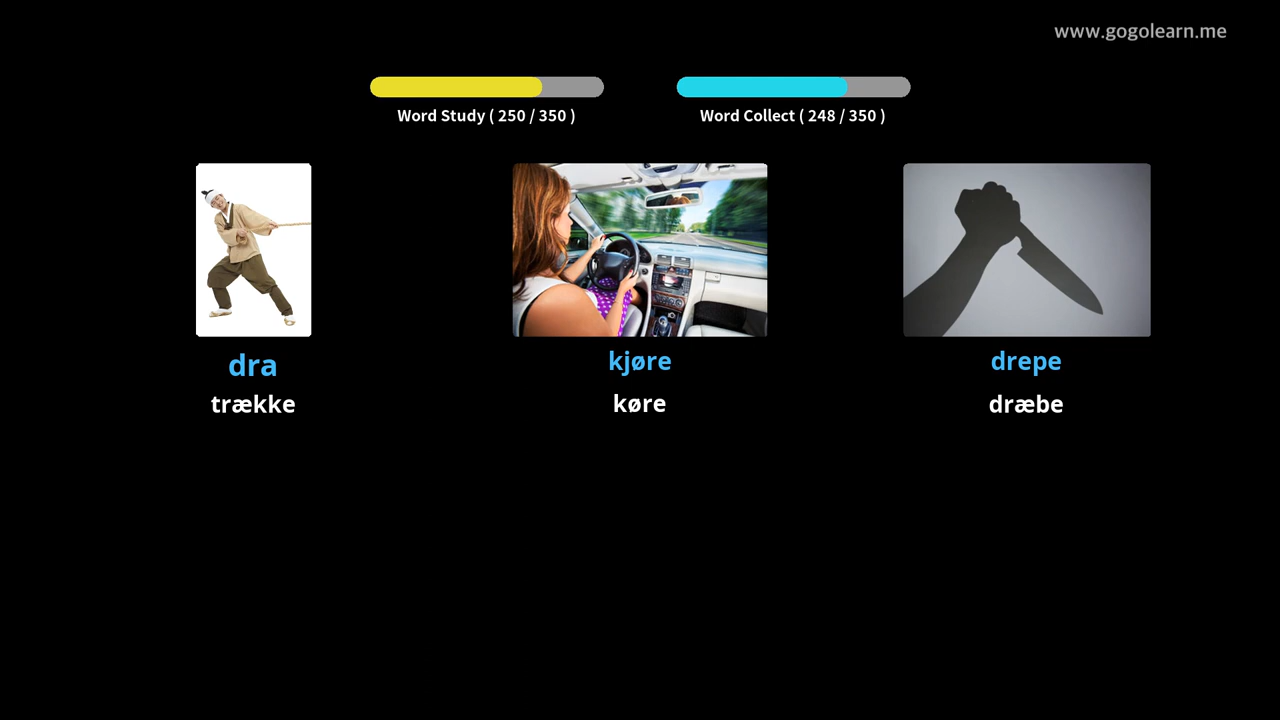 www.gogolearn.me
Word Study ( 250 / 350 )
Word Collect ( 248 / 350 )
dra
kjøre
drepe
trække
køre
dræbe